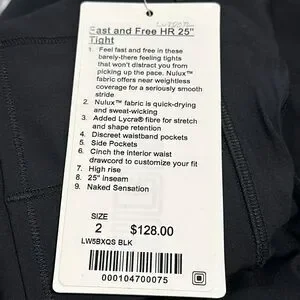 Fast and Free HR 25"
Tight
1. Feel fast and free in these
barely-there feeling tights
that won't distract you from
picking up the pace. Nulux™
fabric offers near weightless
coverage for a seriously smooth
stride
2. Nulux™ fabric is quick-drying
and sweat-wicking
3. Added Lycra® fibre for stretch
and shape retention
4. Discreet waistband pockets
5. Side Pockets
6. Cinch the interior waist
drawcord to customize your fit
7. High rise
8. 25" inseam
9. Naked Sensation
SIZE
2 $128.00
LW5BXQS BLK
000104700075